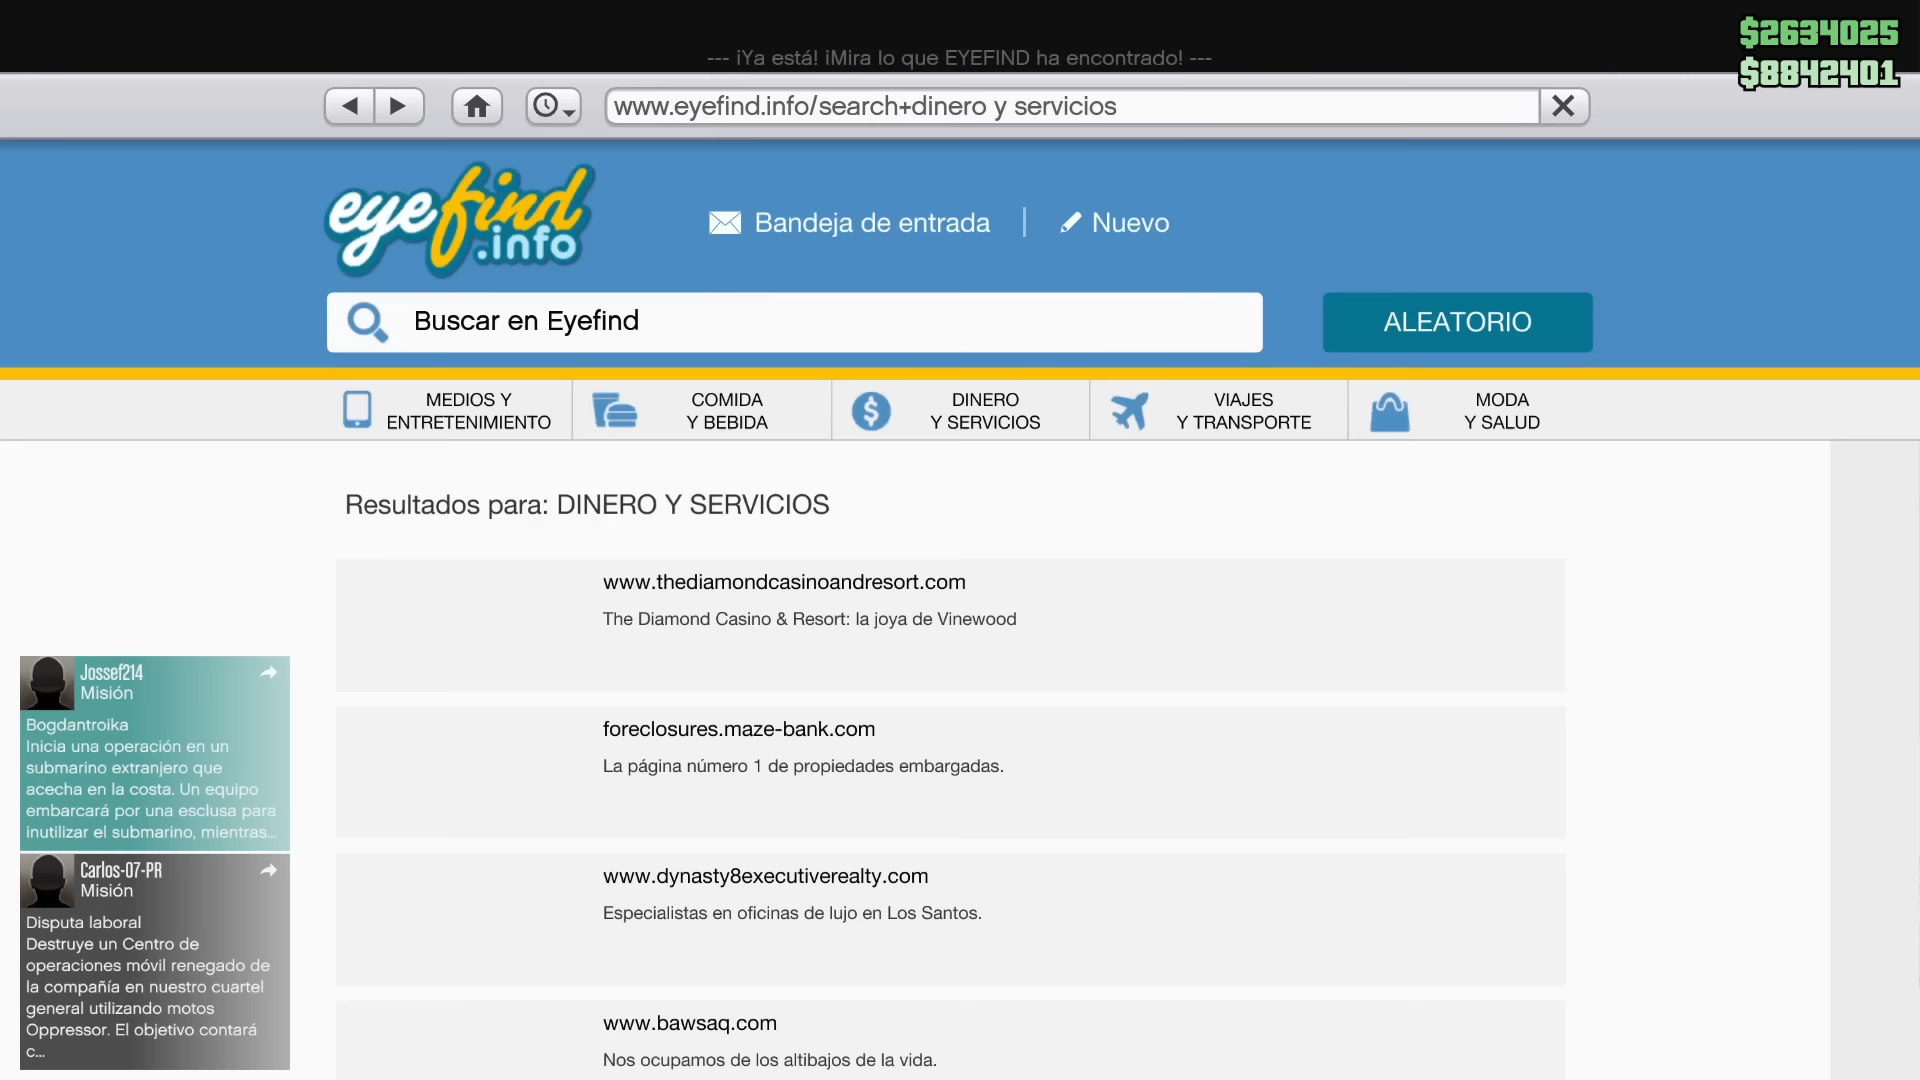 $2634025
--- ¡Ya está! ¡Mira lo que EYEFIND ha encontrado! ---
$8842401
www.eyefind.info/search+dinero y servicios
eyefind
.info
Bandeja de entrada
Nuevo
Buscar en Eyefind
ALEATORIO
MEDIOS Y
ENTRETENIMIENTO
COMIDA
Y BEBIDA
DINERO
Y SERVICIOS
VIAJES
Y TRANSPORTE
MODA
Y SALUD
Resultados para: DINERO Y SERVICIOS
www.thediamondcasinoandresort.com
The Diamond Casino & Resort: la joya de Vinewood
foreclosures.maze-bank.com
La página número 1 de propiedades embargadas.
www.dynasty8executiverealty.com
Especialistas en oficinas de lujo en Los Santos.
www.bawsaq.com
Nos ocupamos de los altibajos de la vida.
Jossef214
Misión
Bogdantroika
Inicia una operación en un
submarino extranjero que
acecha en la costa. Un equipo
embarcará por una esclusa para
inutilizar el submarino, mientras...
Carlos-07-PR
Misión
Disputa laboral
Destruye un Centro de
operaciones móvil renegado de
la compañía en nuestro cuartel
general utilizando motos
Oppressor. El objetivo contará
c...